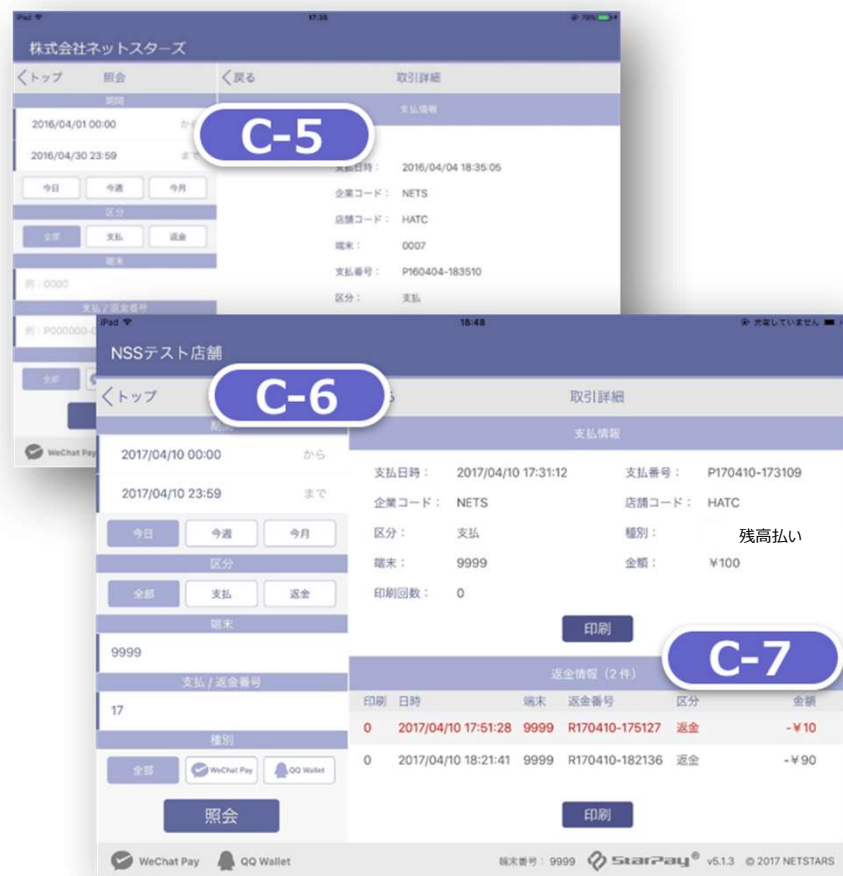 iPad 17:35 78%
株式会社ネットスターズ
トップ 照会 戻る 取引詳細
期間 支払情報
2016/04/01 00:00
C-5
2016/04/30 23:59 まで
支払日時： 2016/04/04 18:35:05
今日 今週 今月
企業コード： NETS
区分
店舗コード： HATC
全部 支払 返金
端末： 0007
端末
支払番号： P160404-183510
例：0000
区分： 支払
支払 / 返金番号
例：P000000-0
全部
WeChat Pay
iPad 18:48 充電していません
NSSテスト店舗
トップ C-6 取引詳細
期間 支払情報
2017/04/10 00:00 から
支払日時： 2017/04/10 17:31:12 支払番号： P170410-173109
2017/04/10 23:59 まで
企業コード： NETS 店舗コード： HATC
今日 今週 今月
区分： 支払 種別： 残高払い
区分
端末： 9999 金額： ￥100
全部 支払 返金
印刷回数： 0
端末
印刷
9999
C-7
支払 / 返金番号
返金情報（2 件）
17
印刷 日時 端末 返金番号 区分 金額
0 2017/04/10 17:51:28 9999 R170410-175127 返金 -￥10
種別
0 2017/04/10 18:21:41 9999 R170410-182136 返金 -￥90
全部 WeChat Pay QQ Wallet
照会
印刷
WeChat Pay QQ Wallet 端末番号：9999 StarPay® v5.1.3 © 2017 NETSTARS